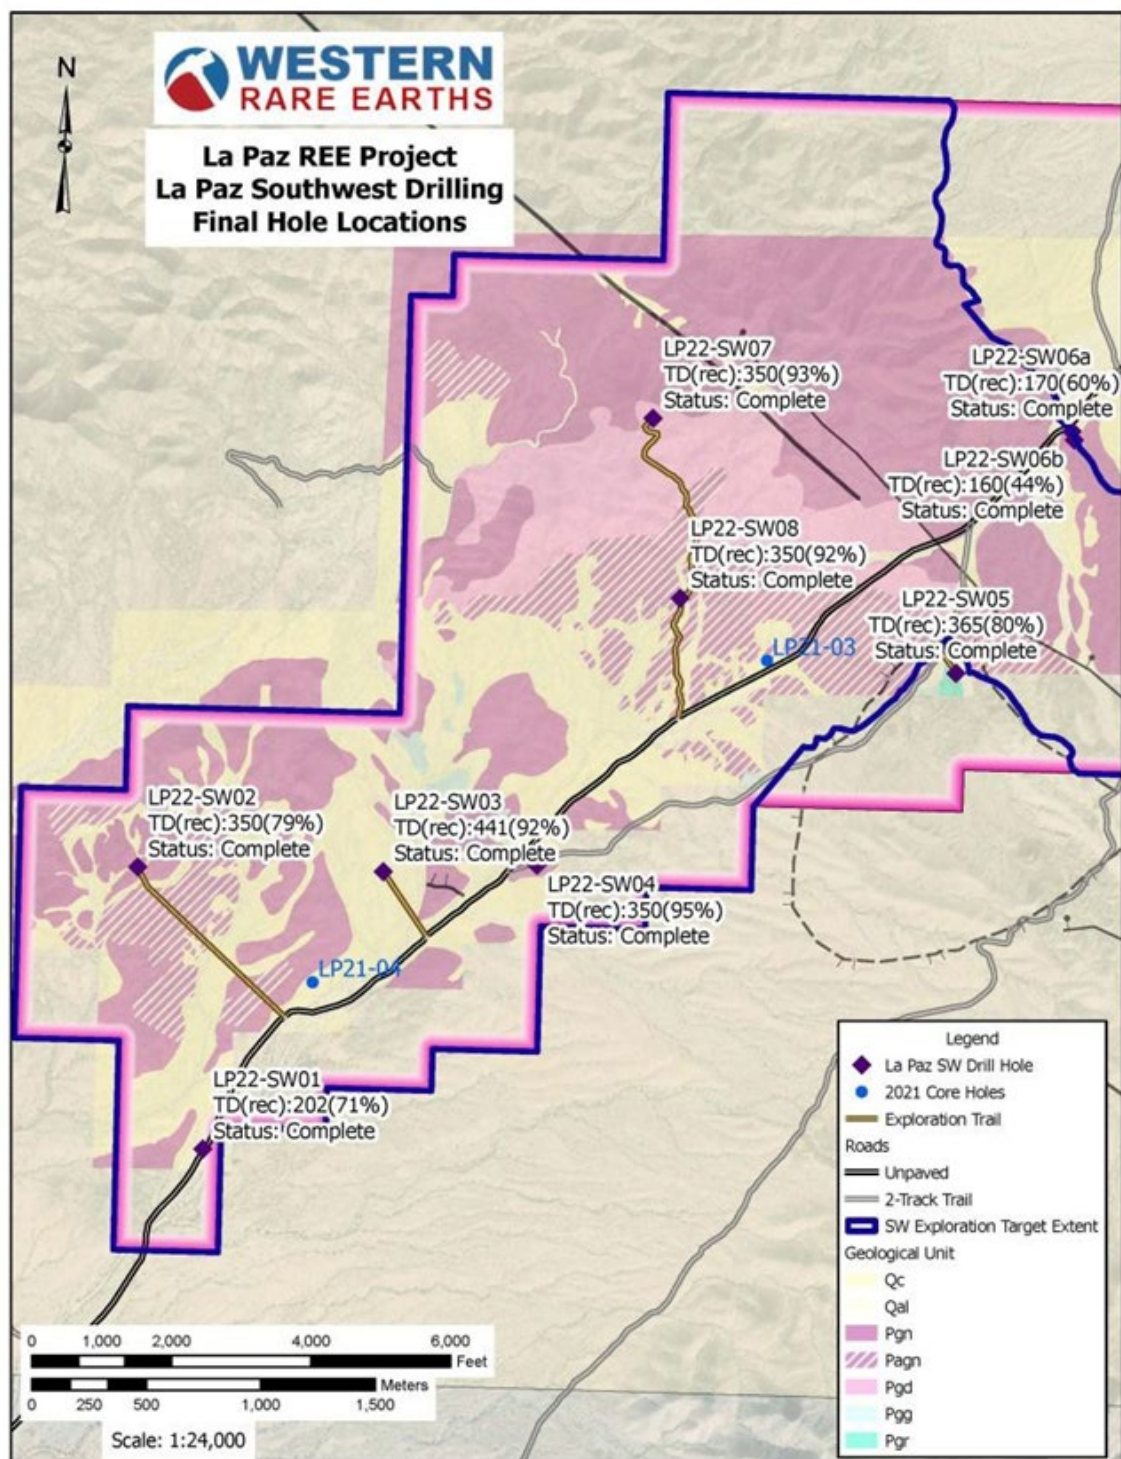 N
WESTERN
RARE EARTHS
La Paz REE Project
La Paz Southwest Drilling
Final Hole Locations
LP22-SW07
TD(rec):350(93%)
Status: Complete
LP22-SW06a
TD(rec):170(60%)
Status: Complete
LP22-SW06b
TD(rec):160(44%)
Status: Complete
LP22-SW08
TD(rec):350(92%)
Status: Complete
LP22-SW05
TD(rec):365(80%)
Status: Complete
LP21-03
LP22-SW02
TD(rec):350(79%)
Status: Complete
LP22-SW03
TD(rec):441(92%)
Status: Complete
LP22-SW04
TD(rec):350(95%)
Status: Complete
LP21-04
LP22-SW01
TD(rec):202(71%)
Status: Complete
Legend
La Paz SW Drill Hole
2021 Core Holes
Exploration Trail
Roads
Unpaved
2-Track Trail
SW Exploration Target Extent
Geological Unit
Qc
Qal
Pgn
Pagn
Pgd
Pgg
Pgr
0 1,000 2,000 4,000 6,000
Feet
Meters
0 250 500 1,000 1,500
Scale: 1:24,000